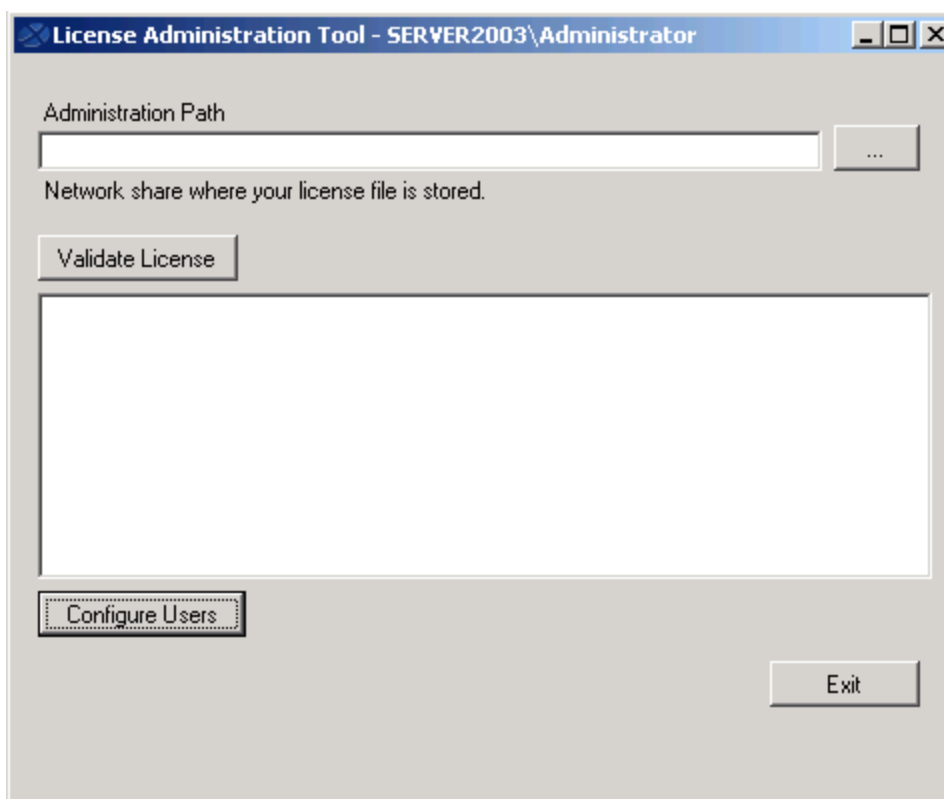 License Administration Tool - SERVER2003\Administrator
Administration Path
...
Network share where your license file is stored.
Validate License
Configure Users
Exit